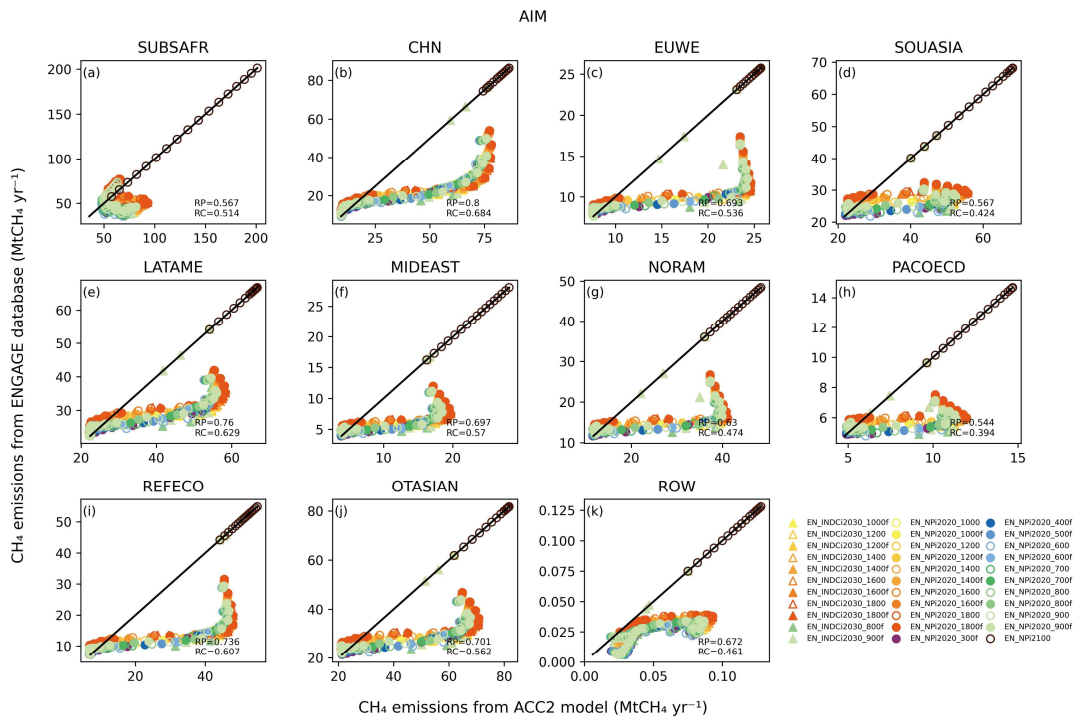 AIM
SUBSAFR
CHN
EUWE
SOUASIA
CH₄ emissions from ENGAGE database (MtCH₄ yr⁻¹)
(a)
200
150
100
50
50
100
150
200
RP=0.567
RC=0.514
(b)
80
60
40
20
25
50
75
RP=0.8
RC=0.684
(c)
25
20
15
10
10
15
20
25
RP=0.693
RC=0.536
(d)
70
60
50
40
30
20
20
40
60
RP=0.567
RC=0.424
LATAME
MIDEAST
NORAM
PACOECD
(e)
60
50
40
30
20
40
60
RP=0.76
RC=0.629
(f)
25
20
15
10
5
10
20
RP=0.697
RC=0.57
(g)
50
40
30
20
10
20
40
RP=0.63
RC=0.474
(h)
14
12
10
8
6
5
10
15
RP=0.544
RC=0.394
REFECO
OTASIAN
ROW
(i)
50
40
30
20
10
20
40
RP=0.736
RC=0.607
(j)
80
60
40
20
20
30
40
50
60
70
80
RP=0.701
RC=0.562
(k)
0.125
0.100
0.075
0.050
0.025
0.000
0.00
0.05
0.10
RP=0.672
RC=0.461
EN_INDCi2030_1000f
EN_INDCi2030_1200
EN_INDCi2030_1200f
EN_INDCi2030_1400
EN_INDCi2030_1400f
EN_INDCi2030_1600
EN_INDCi2030_1600f
EN_INDCi2030_1800
EN_INDCi2030_1800f
EN_INDCi2030_800f
EN_INDCi2030_900f
EN_NPi2020_1000
EN_NPi2020_1000f
EN_NPi2020_1200
EN_NPi2020_1200f
EN_NPi2020_1400
EN_NPi2020_1400f
EN_NPi2020_1600
EN_NPi2020_1600f
EN_NPi2020_1800
EN_NPi2020_1800f
EN_NPi2020_300f
EN_NPi2020_400f
EN_NPi2020_500f
EN_NPi2020_600
EN_NPi2020_600f
EN_NPi2020_700
EN_NPi2020_700f
EN_NPi2020_800
EN_NPi2020_800f
EN_NPi2020_900
EN_NPi2020_900f
EN_NPi2100
CH₄ emissions from ACC2 model (MtCH₄ yr⁻¹)